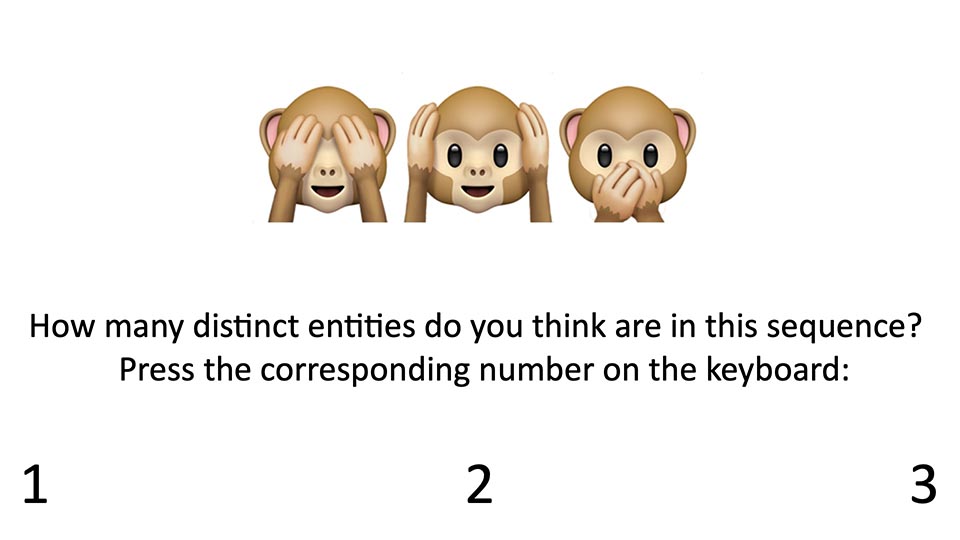 How many distinct entities do you think are in this sequence?
Press the corresponding number on the keyboard:
1 2 3